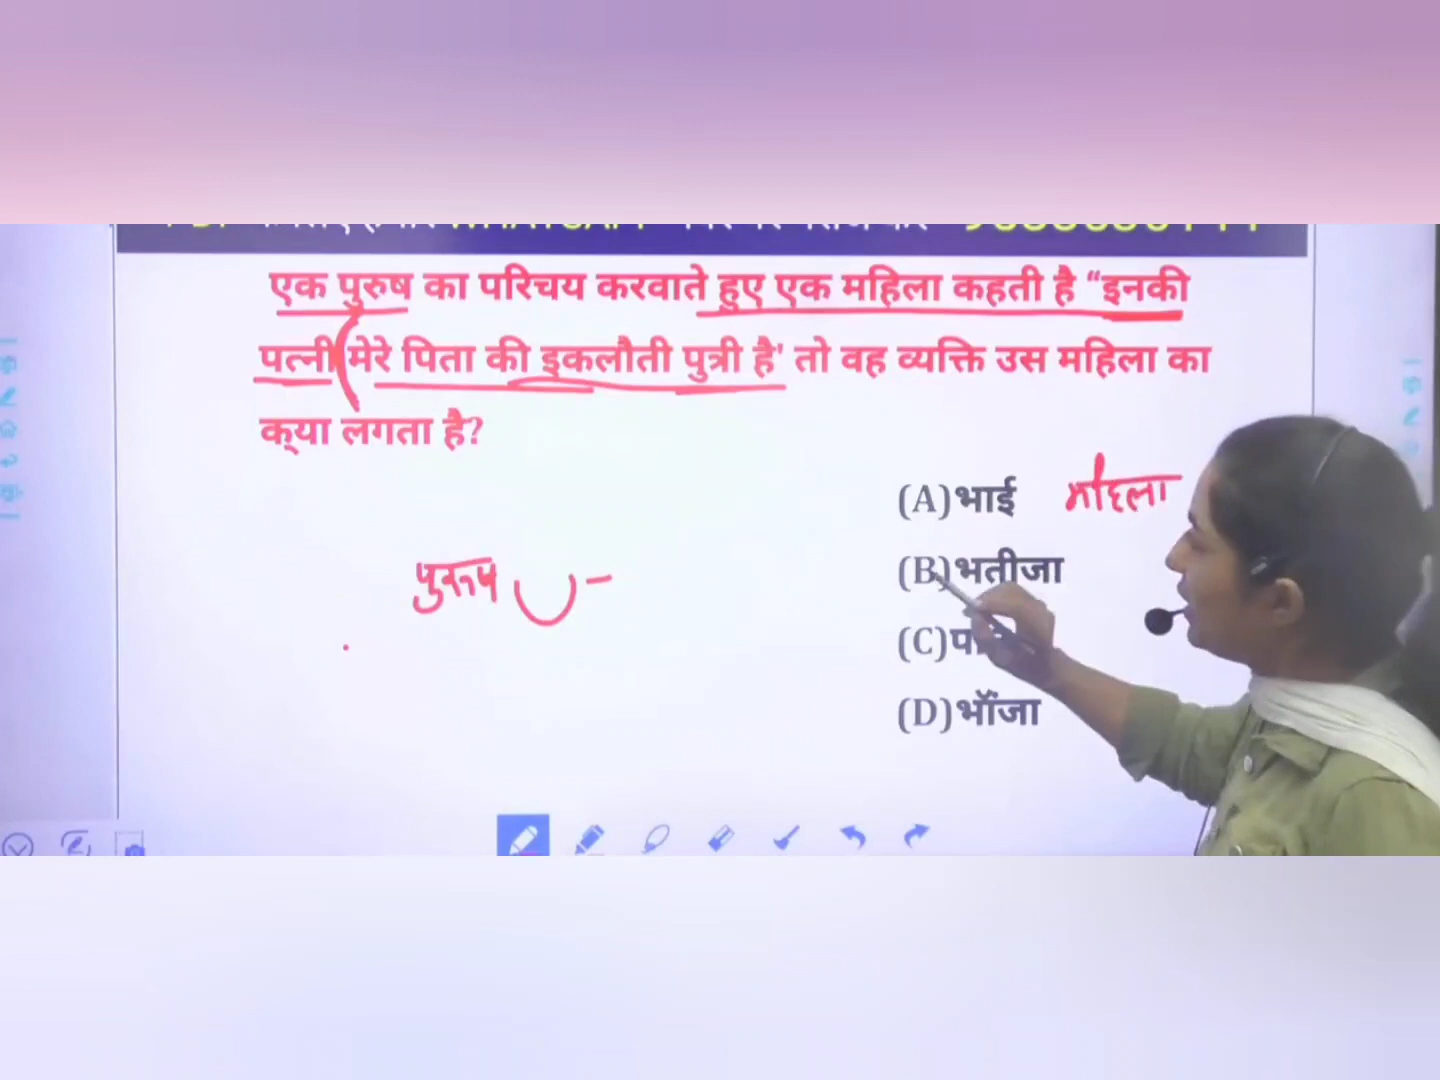 एक पुरुष का परिचय करवाते हुए एक महिला कहती है “इनकी
पत्नी मेरे पिता की इकलौती पुत्री है' तो वह व्यक्ति उस महिला का
क्या लगता है?
(A)भाई
महिला
(B)भतीजा
पुरुष
(C)
(D)भाँजा